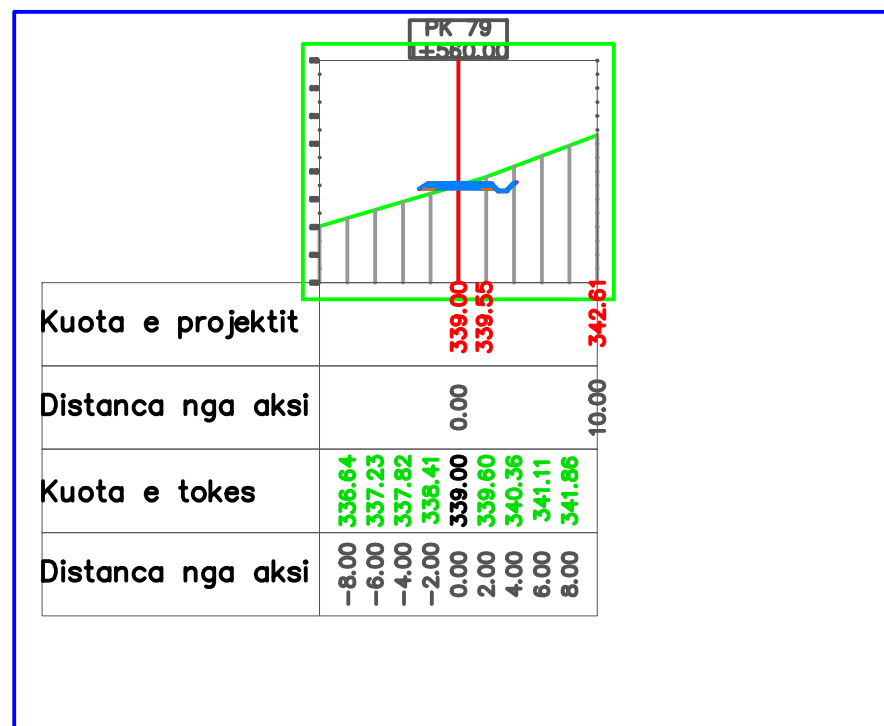 PK 79
1+560.00
Kuota e projektit 339.00 339.55 342.61
Distanca nga aksi 0.00 10.00
Kuota e tokes 336.64 337.23 337.82 338.41 339.00 339.60 340.36 341.11 341.86
Distanca nga aksi -8.00 -6.00 -4.00 -2.00 0.00 2.00 4.00 6.00 8.00